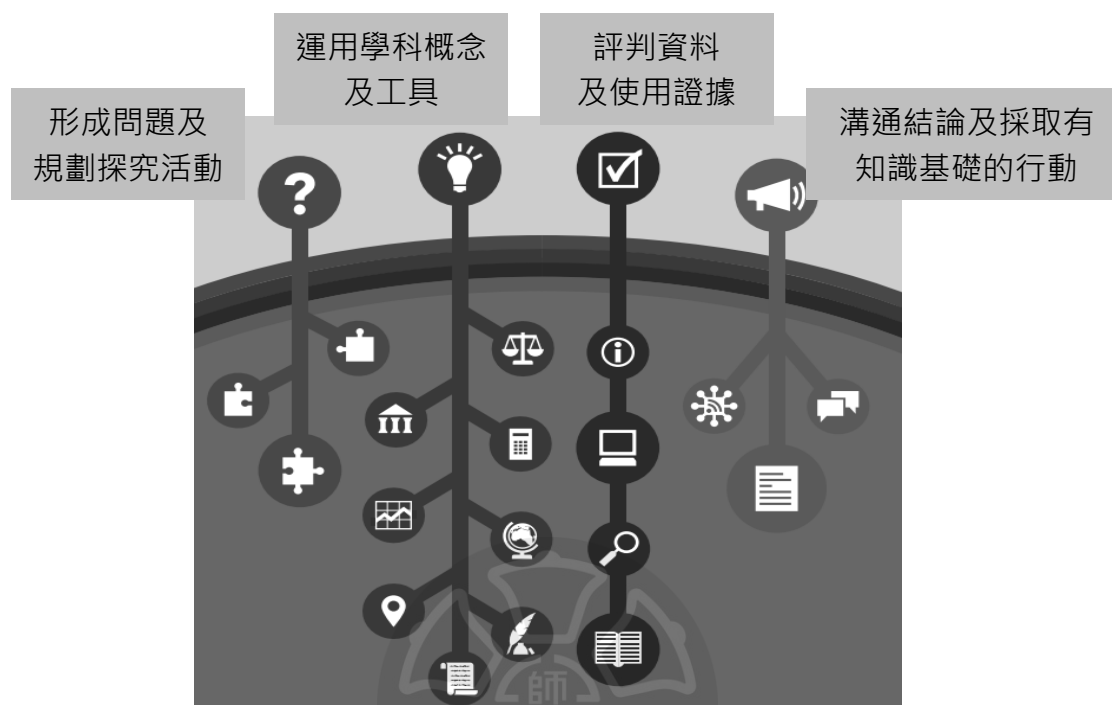 形成問題及
規劃探究活動
運用學科概念
及工具
評判資料
及使用證據
溝通結論及採取有
知識基礎的行動
師